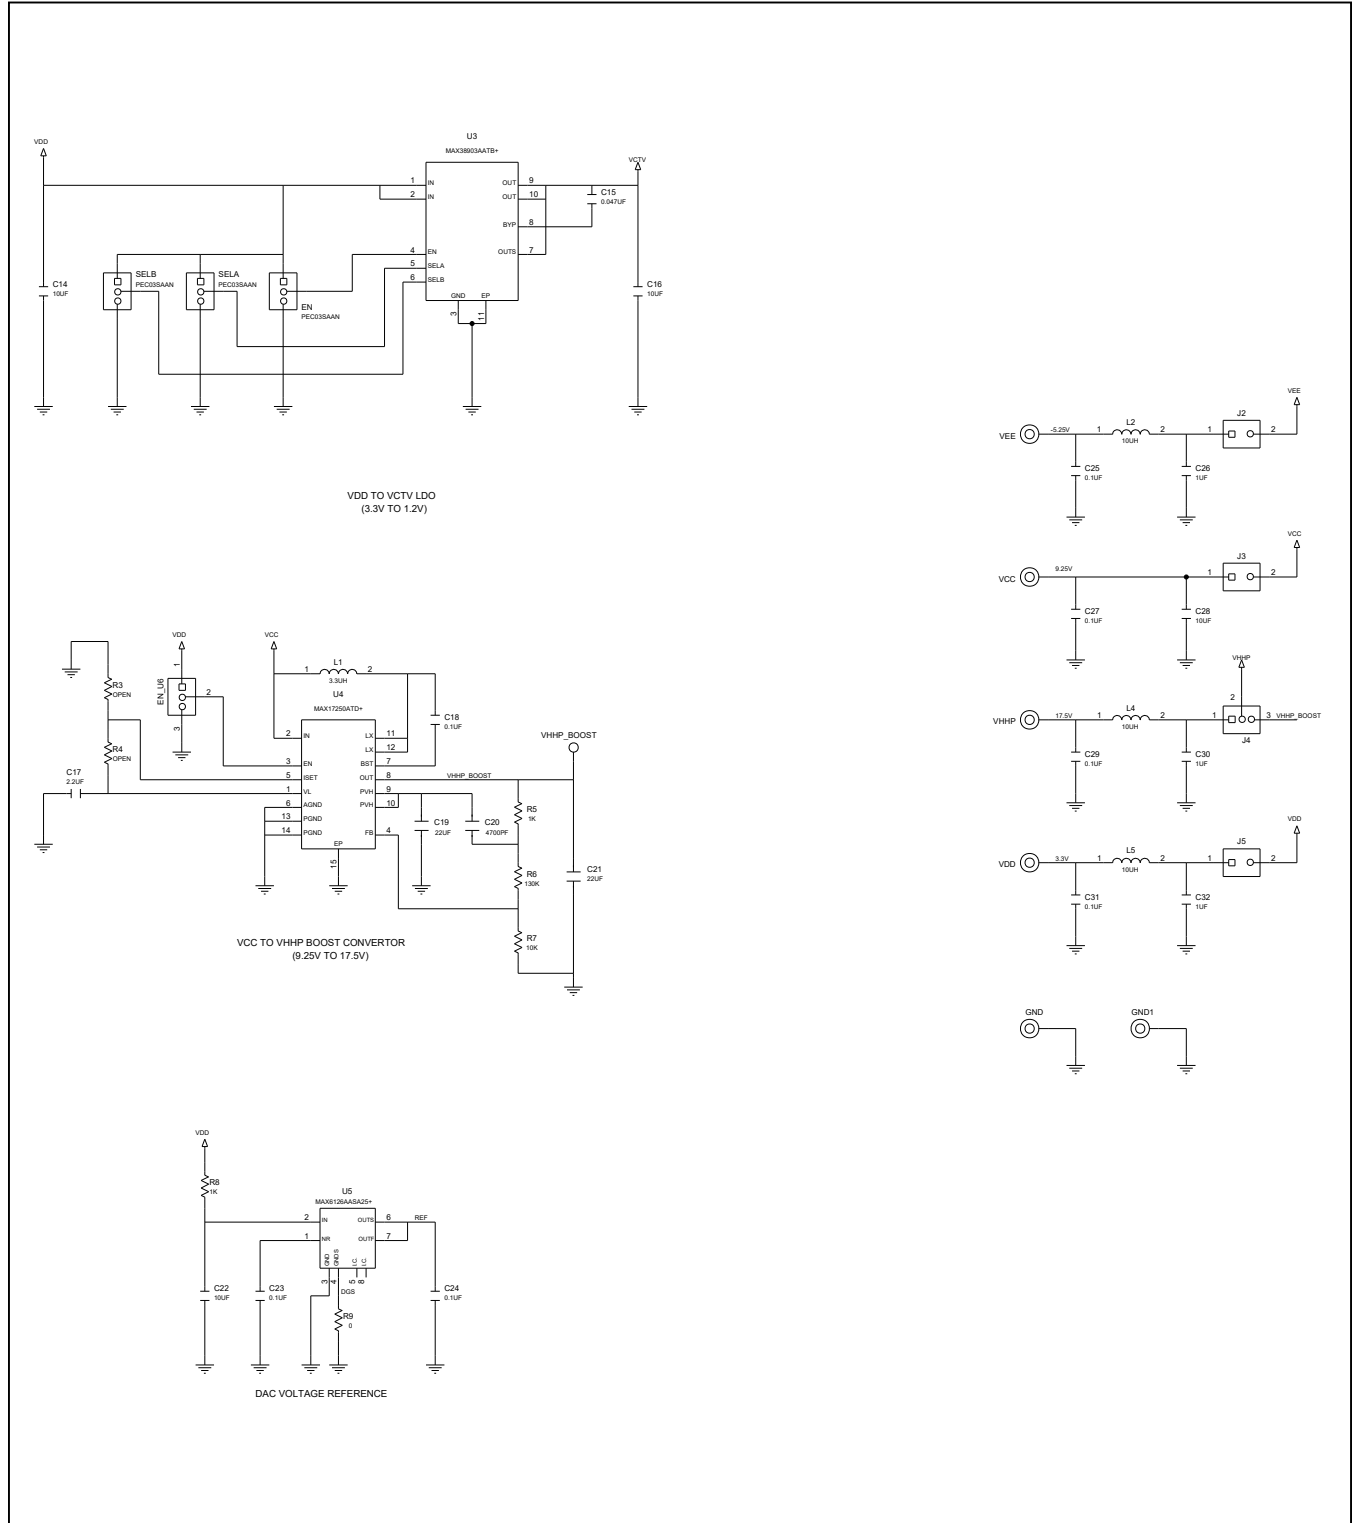 VDD
U3
MAX38903AATB+
VCTV
1 IN
2 IN
4 EN
5 SELA
6 SELB
OUT 9
OUT 10
BYP 8
OUTS 7
GND EP
3 11
C15
0.047UF
C14
10UF
SELB
PEC03SAAN
SELA
PEC03SAAN
EN
PEC03SAAN
C16
10UF
VDD TO VCTV LDO
(3.3V TO 1.2V)
VEE
-5.25V
1 L2 2
10UH
1 J2 2
VEE
C25
0.1UF
C26
1UF
VCC
9.25V
1 J3 2
VCC
C27
0.1UF
C28
10UF
VHHP
17.5V
1 L4 2
10UH
VHHP
2
1 J4 3
VHHP_BOOST
C29
0.1UF
C30
1UF
VDD
3.3V
1 L5 2
10UH
1 J5 2
VDD
C31
0.1UF
C32
1UF
GND
GND1
R3
OPEN
R4
OPEN
C17
2.2UF
VDD
1
EN_U6
2
3
VCC
1 L1 2
3.3UH
U4
MAX17250ATD+
2 IN
3 EN
5 ISET
1 VL
6 AGND
13 PGND
14 PGND
EP
15
LX 11
LX 12
BST 7
OUT 8
PVH 9
PVH 10
FB 4
C18
0.1UF
VHHP_BOOST
VHHP_BOOST
C19
22UF
C20
4700PF
R5
1K
R6
130K
R7
10K
C21
22UF
VCC TO VHHP BOOST CONVERTOR
(9.25V TO 17.5V)
VDD
R8
1K
U5
MAX6126AASA25+
2 IN
1 NR
OUTS 6
OUTF 7
REF
GND GNDS I.C. I.C.
3 4 5 8
DGS
C22
10UF
C23
0.1UF
R9
0
C24
0.1UF
DAC VOLTAGE REFERENCE